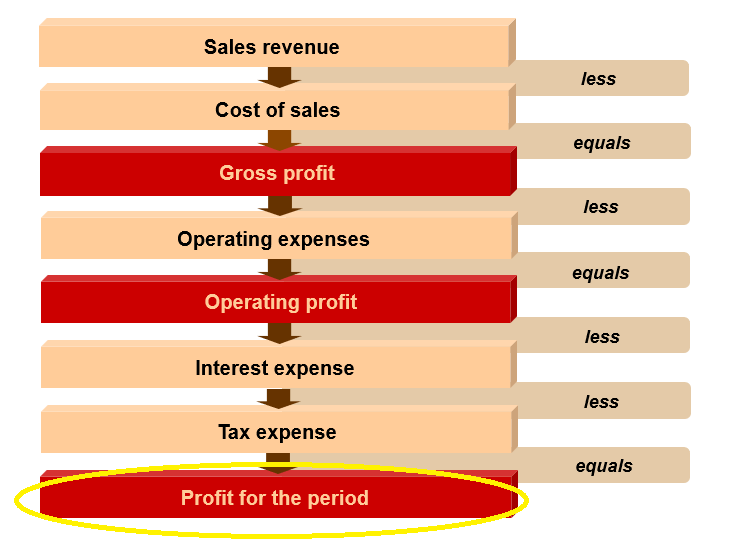 Sales revenue
less
Cost of sales
equals
Gross profit
less
Operating expenses
equals
Operating profit
less
Interest expense
less
Tax expense
equals
Profit for the period